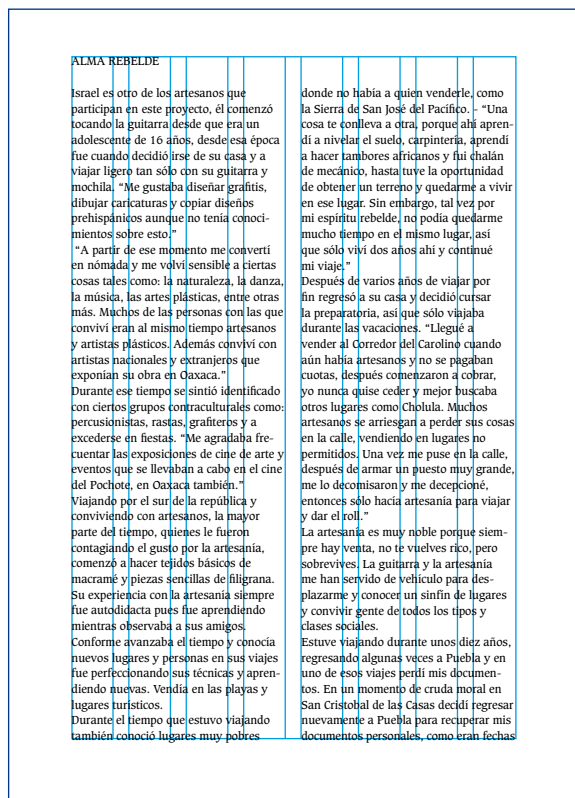 ALMA REBELDE
Israel es otro de los artesanos que
participan en este proyecto, él comenzó
tocando la guitarra desde que era un
adolescente de 16 años, desde esa época
fue cuando decidió irse de su casa y a
viajar ligero tan sólo con su guitarra y
mochila. “Me gustaba diseñar grafitis,
dibujar caricaturas y copiar diseños
prehispánicos aunque no tenía conoci-
mientos sobre esto.”
“A partir de ese momento me convertí
en nómada y me volví sensible a ciertas
cosas tales como: la naturaleza, la danza,
la música, las artes plásticas, entre otras
más. Muchos de las personas con las que
conviví eran al mismo tiempo artesanos
y artistas plásticos. Además conviví con
artistas nacionales y extranjeros que
exponían su obra en Oaxaca.”
Durante ese tiempo se sintió identificado
con ciertos grupos contraculturales como:
percusionistas, rastas, grafiteros y a
excederse en fiestas. “Me agradaba fre-
cuentar las exposiciones de cine de arte y
eventos que se llevaban a cabo en el cine
del Pochote, en Oaxaca también.”
Viajando por el sur de la república y
conviviendo con artesanos, la mayor
parte del tiempo, quienes le fueron
contagiando el gusto por la artesanía,
comenzó a hacer tejidos básicos de
macramé y piezas sencillas de filigrana.
Su experiencia con la artesanía siempre
fue autodidacta pues fue aprendiendo
mientras observaba a sus amigos.
Conforme avanzaba el tiempo y conocía
nuevos lugares y personas en sus viajes
fue perfeccionando sus técnicas y apren-
diendo nuevas. Vendía en las playas y
lugares turísticos.
Durante el tiempo que estuvo viajando
también conoció lugares muy pobres
donde no había a quien venderle, como
la Sierra de San José del Pacífico. - “Una
cosa te conlleva a otra, porque ahí apren-
dí a nivelar el suelo, carpintería, aprendí
a hacer tambores africanos y fui chalán
de mecánico, hasta tuve la oportunidad
de obtener un terreno y quedarme a vivir
en ese lugar. Sin embargo, tal vez por
mi espíritu rebelde, no podía quedarme
mucho tiempo en el mismo lugar, así
que sólo viví dos años ahí y continué
mi viaje.”
Después de varios años de viajar por
fin regresó a su casa y decidió cursar
la preparatoria, así que sólo viajaba
durante las vacaciones. “Llegué a
vender al Corredor del Carolino cuando
aún había artesanos y no se pagaban
cuotas, después comenzaron a cobrar,
yo nunca quise ceder y mejor buscaba
otros lugares como Cholula. Muchos
artesanos se arriesgan a perder sus cosas
en la calle, vendiendo en lugares no
permitidos. Una vez me puse en la calle,
después de armar un puesto muy grande,
me lo decomisaron y me decepcioné,
entonces sólo hacía artesanía para viajar
y dar el roll.”
La artesanía es muy noble porque siem-
pre hay venta, no te vuelves rico, pero
sobrevives. La guitarra y la artesanía
me han servido de vehículo para des-
plazarme y conocer un sinfín de lugares
y convivir gente de todos los tipos y
clases sociales.
Estuve viajando durante unos diez años,
regresando algunas veces a Puebla y en
uno de esos viajes perdí mis documen-
tos. En un momento de cruda moral en
San Cristobal de las Casas decidí regresar
nuevamente a Puebla para recuperar mis
documentos personales, como eran fechas